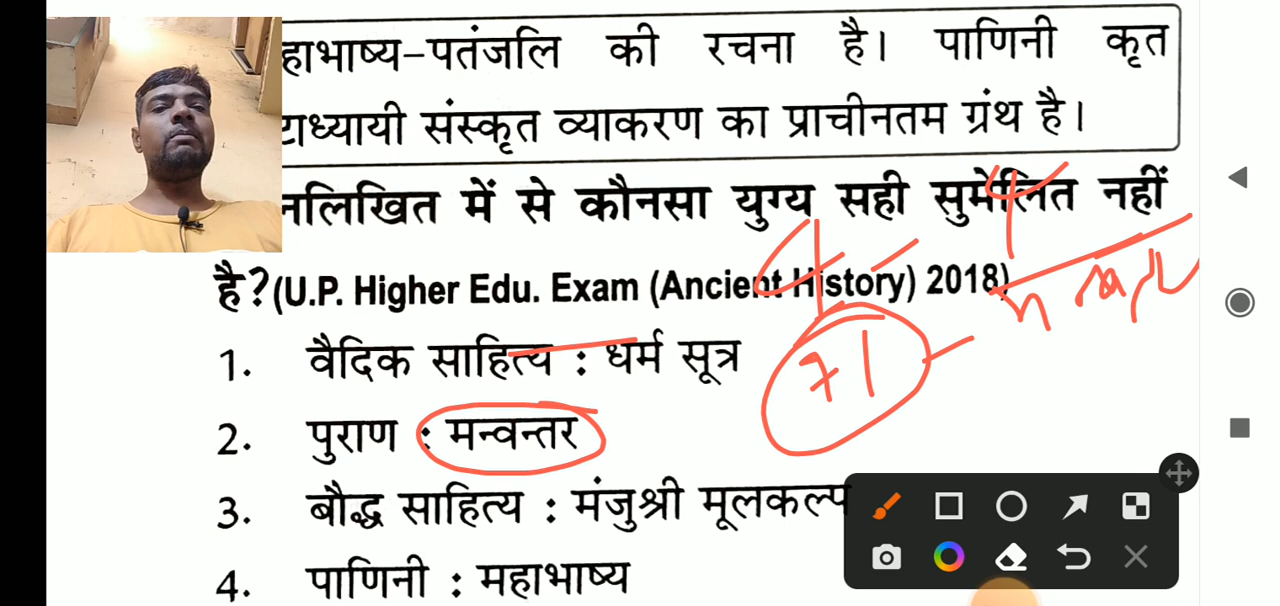 हाभाष्य–पतंजलि की रचना है। पाणिनी कृत
टाध्यायी संस्कृत व्याकरण का प्राचीनतम ग्रंथ है।
नलिखित में से कौनसा युग्य सही सुमेलित नहीं
है? (U.P. Higher Edu. Exam (Ancient History) 2018)
1. वैदिक साहित्य : धर्म सूत्र
71
2. पुराण : मन्वन्तर
3. बौद्ध साहित्य : मंजुश्री मूलकल्प
4. पाणिनी : महाभाष्य